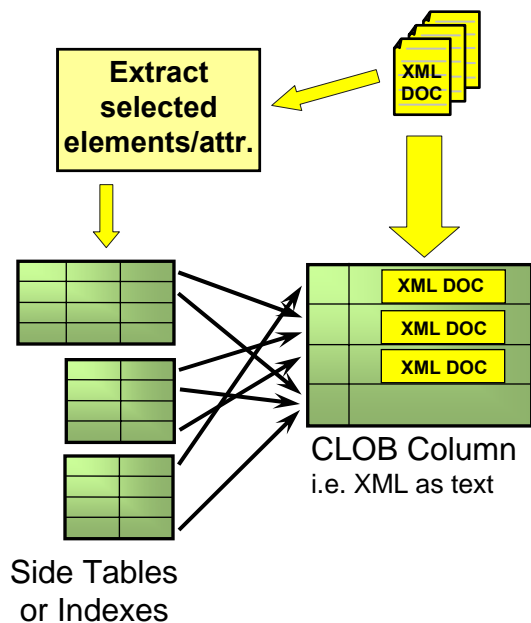 Extract
selected
elements/attr.
XML
DOC
XML DOC
XML DOC
XML DOC
CLOB Column
i.e. XML as text
Side Tables
or Indexes